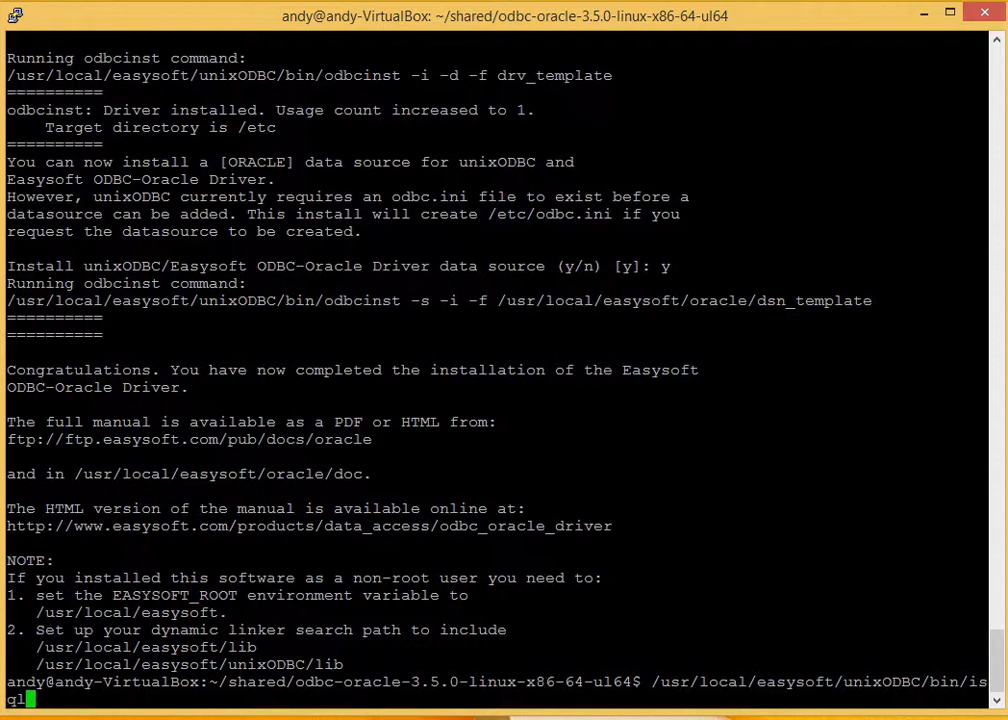 andy@andy-VirtualBox: ~/shared/odbc-oracle-3.5.0-linux-x86-64-ul64
Running odbcinst command:
/usr/local/easysoft/unixODBC/bin/odbcinst -i -d -f drv_template
==========
odbcinst: Driver installed. Usage count increased to 1.
    Target directory is /etc
==========
You can now install a [ORACLE] data source for unixODBC and
Easysoft ODBC-Oracle Driver.
However, unixODBC currently requires an odbc.ini file to exist before a
datasource can be added. This install will create /etc/odbc.ini if you
request the datasource to be created.
Install unixODBC/Easysoft ODBC-Oracle Driver data source (y/n) [y]: y
Running odbcinst command:
/usr/local/easysoft/unixODBC/bin/odbcinst -s -i -f /usr/local/easysoft/oracle/dsn_template
==========
==========
Congratulations. You have now completed the installation of the Easysoft
ODBC-Oracle Driver.
The full manual is available as a PDF or HTML from:
ftp://ftp.easysoft.com/pub/docs/oracle
and in /usr/local/easysoft/oracle/doc.
The HTML version of the manual is available online at:
http://www.easysoft.com/products/data_access/odbc_oracle_driver
NOTE:
If you installed this software as a non-root user you need to:
1. set the EASYSOFT_ROOT environment variable to
   /usr/local/easysoft.
2. Set up your dynamic linker search path to include
   /usr/local/easysoft/lib
   /usr/local/easysoft/unixODBC/lib
andy@andy-VirtualBox:~/shared/odbc-oracle-3.5.0-linux-x86-64-ul64$ /usr/local/easysoft/unixODBC/bin/is
ql